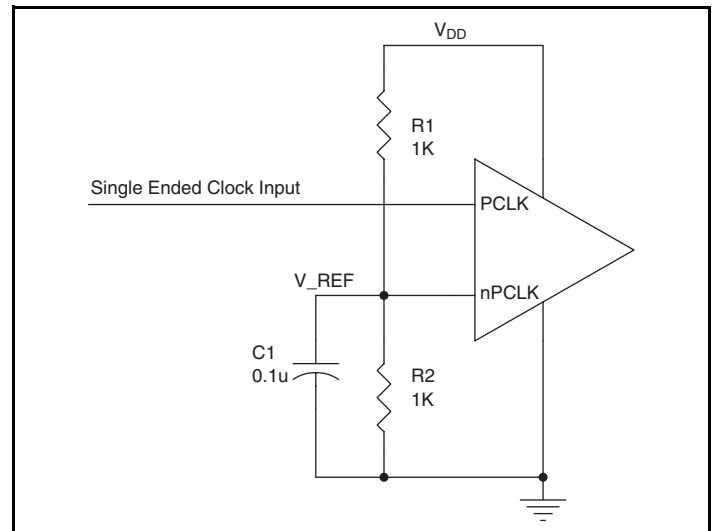 V_DD
R1
1K
Single Ended Clock Input
PCLK
V_REF
nPCLK
C1
0.1u
R2
1K